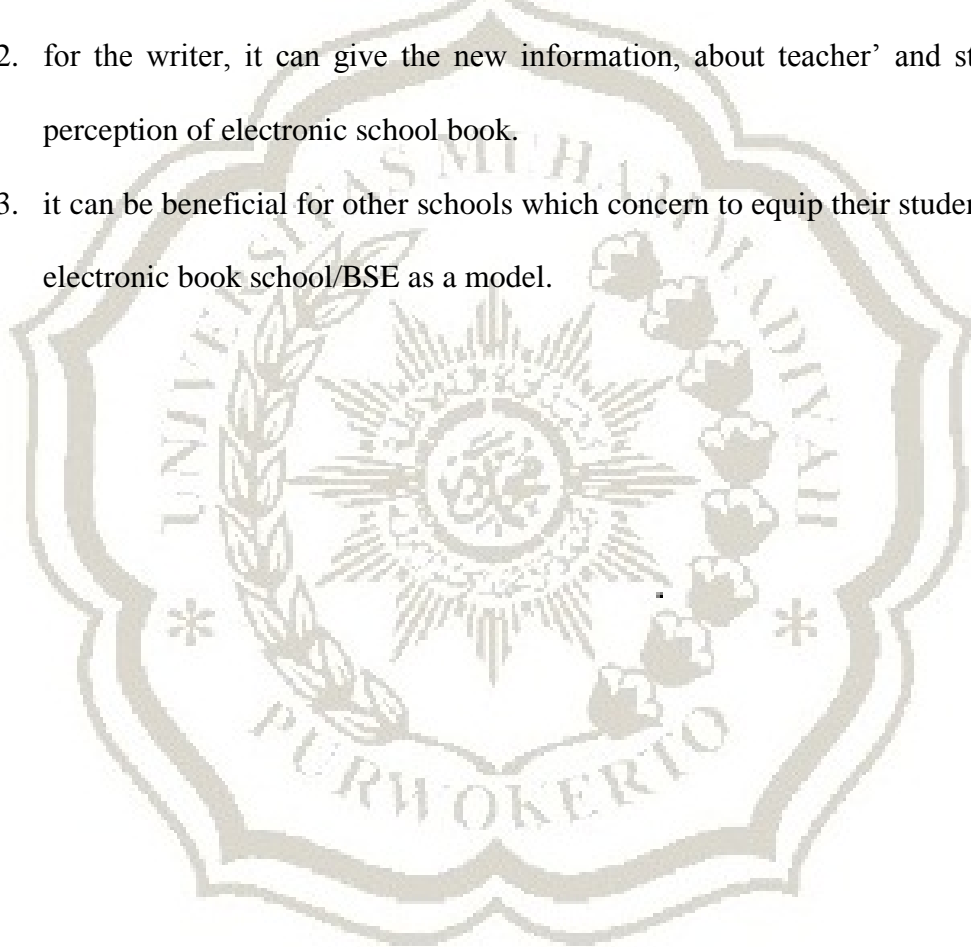 2. for the writer, it can give the new information, about teacher’ and st
perception of electronic school book.
3. it can be beneficial for other schools which concern to equip their studen
electronic book school/BSE as a model.
UNIVERSITAS MUHAMMADIYAH
PURWOKERTO